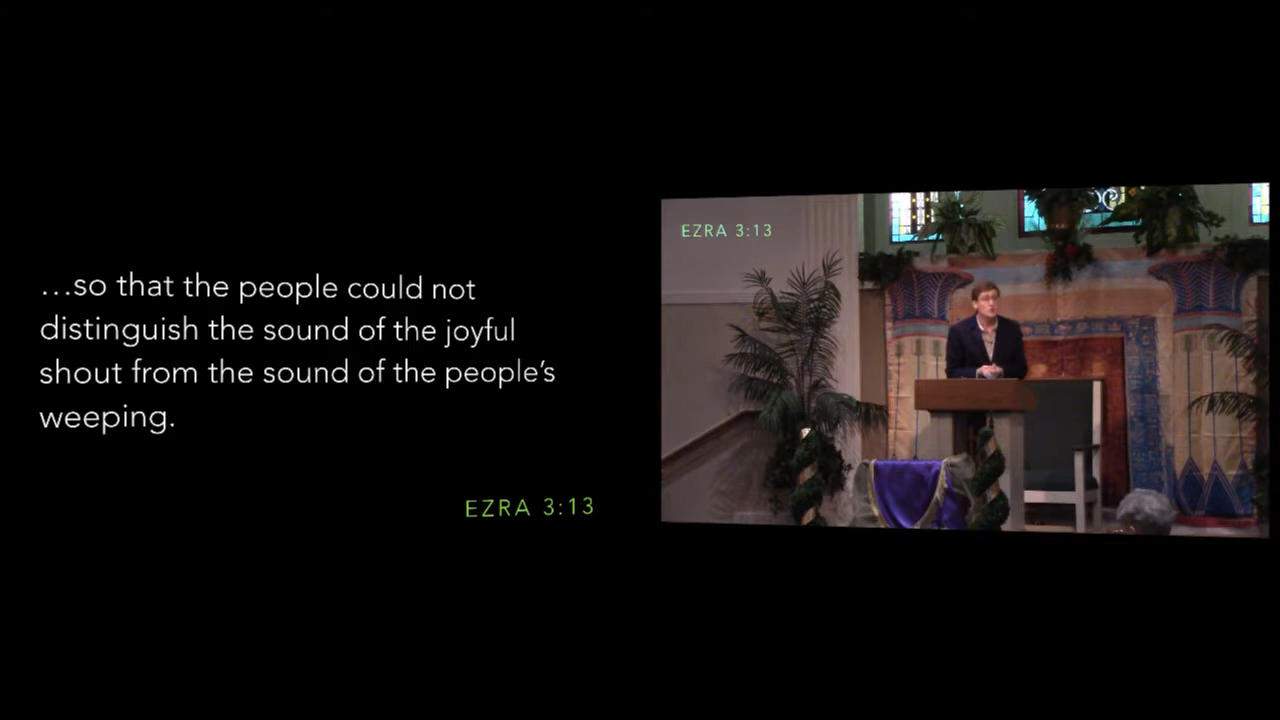 ...so that the people could not
distinguish the sound of the joyful
shout from the sound of the people's
weeping.
EZRA 3:13
EZRA 3:13